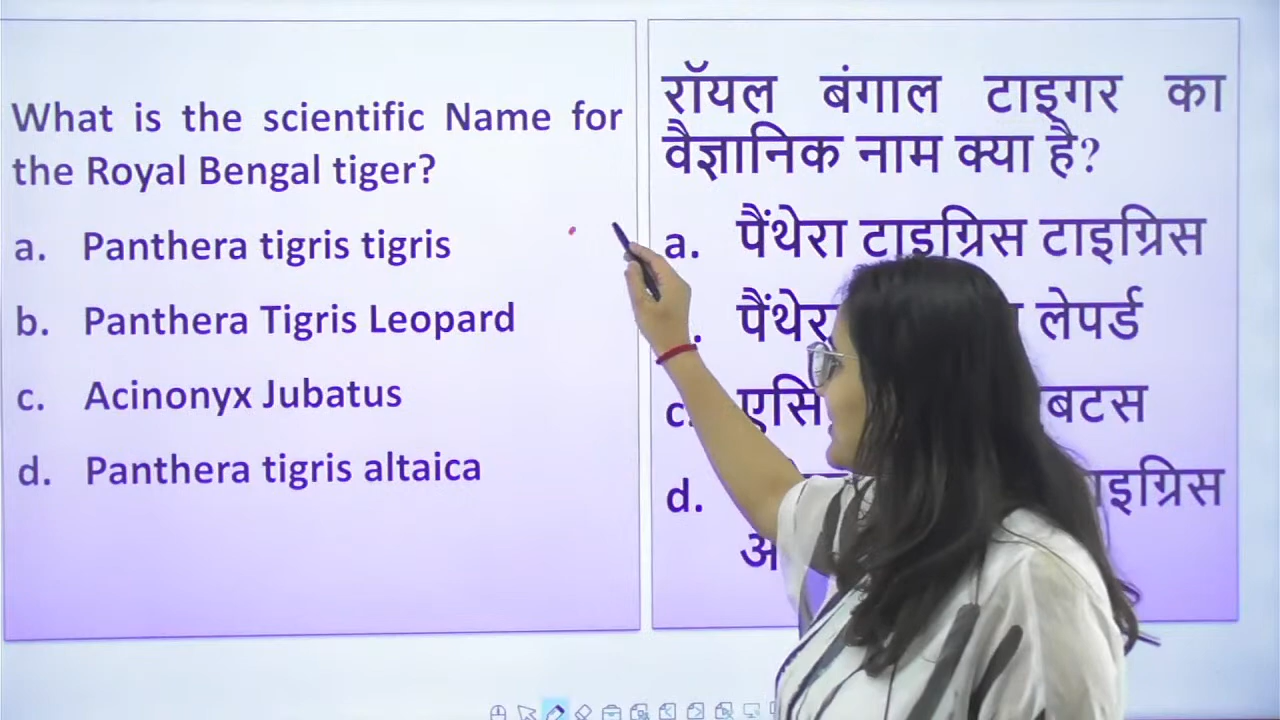 What is the scientific Name for
the Royal Bengal tiger?
a. Panthera tigris tigris
b. Panthera Tigris Leopard
c. Acinonyx Jubatus
d. Panthera tigris altaica
रॉयल बंगाल टाइगर का
वैज्ञानिक नाम क्या है?
a. पैंथेरा टाइग्रिस टाइग्रिस
लेपर्ड
c.
d.